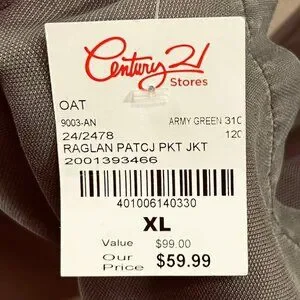 Century 21
Stores
OAT
9003-AN ARMY GREEN 310
24/2478 120
RAGLAN PATCJ PKT JKT
2001393466
401006140330
XL
Value $99.00
Our
Price $59.99